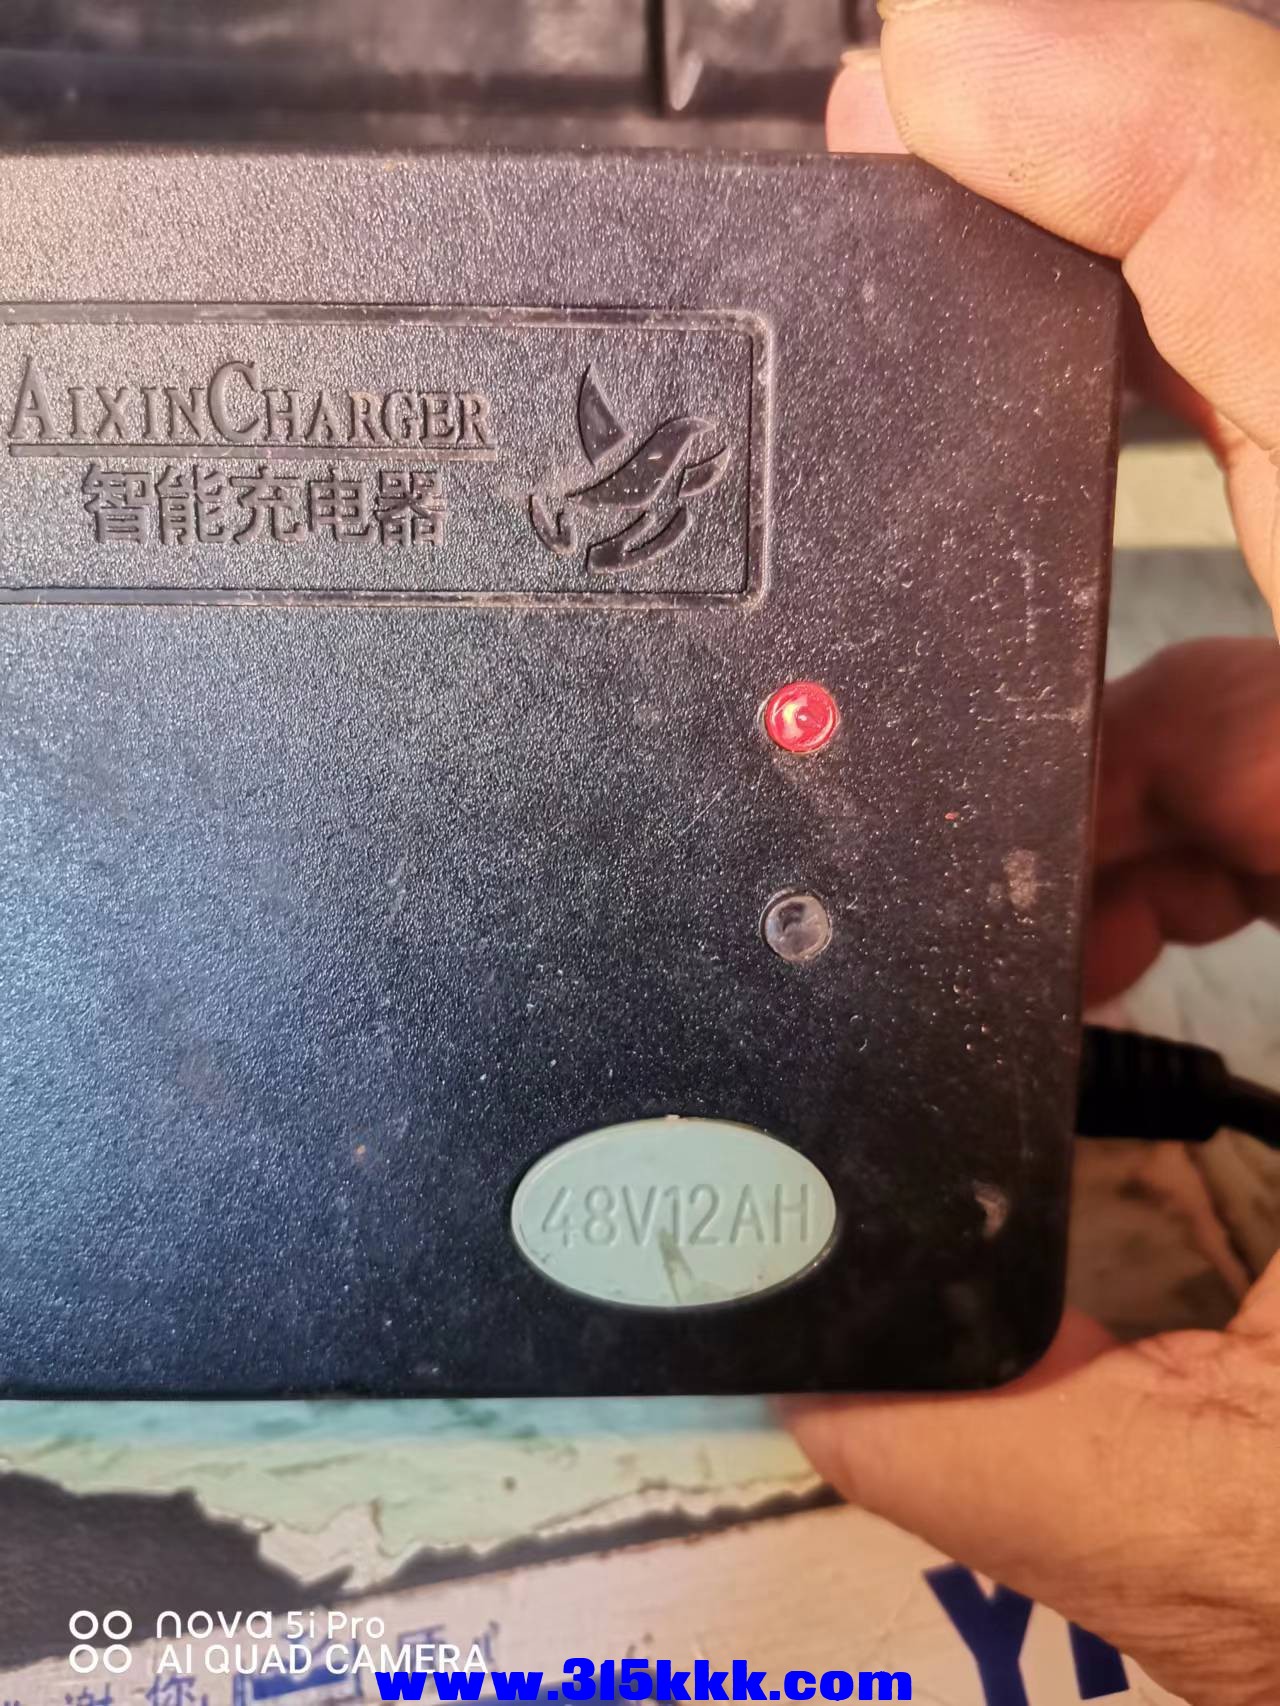 AIXINCHARGER
智能充电器
48V12AH
nova 5i Pro
AI QUAD CAMERA
www.315kkk.com